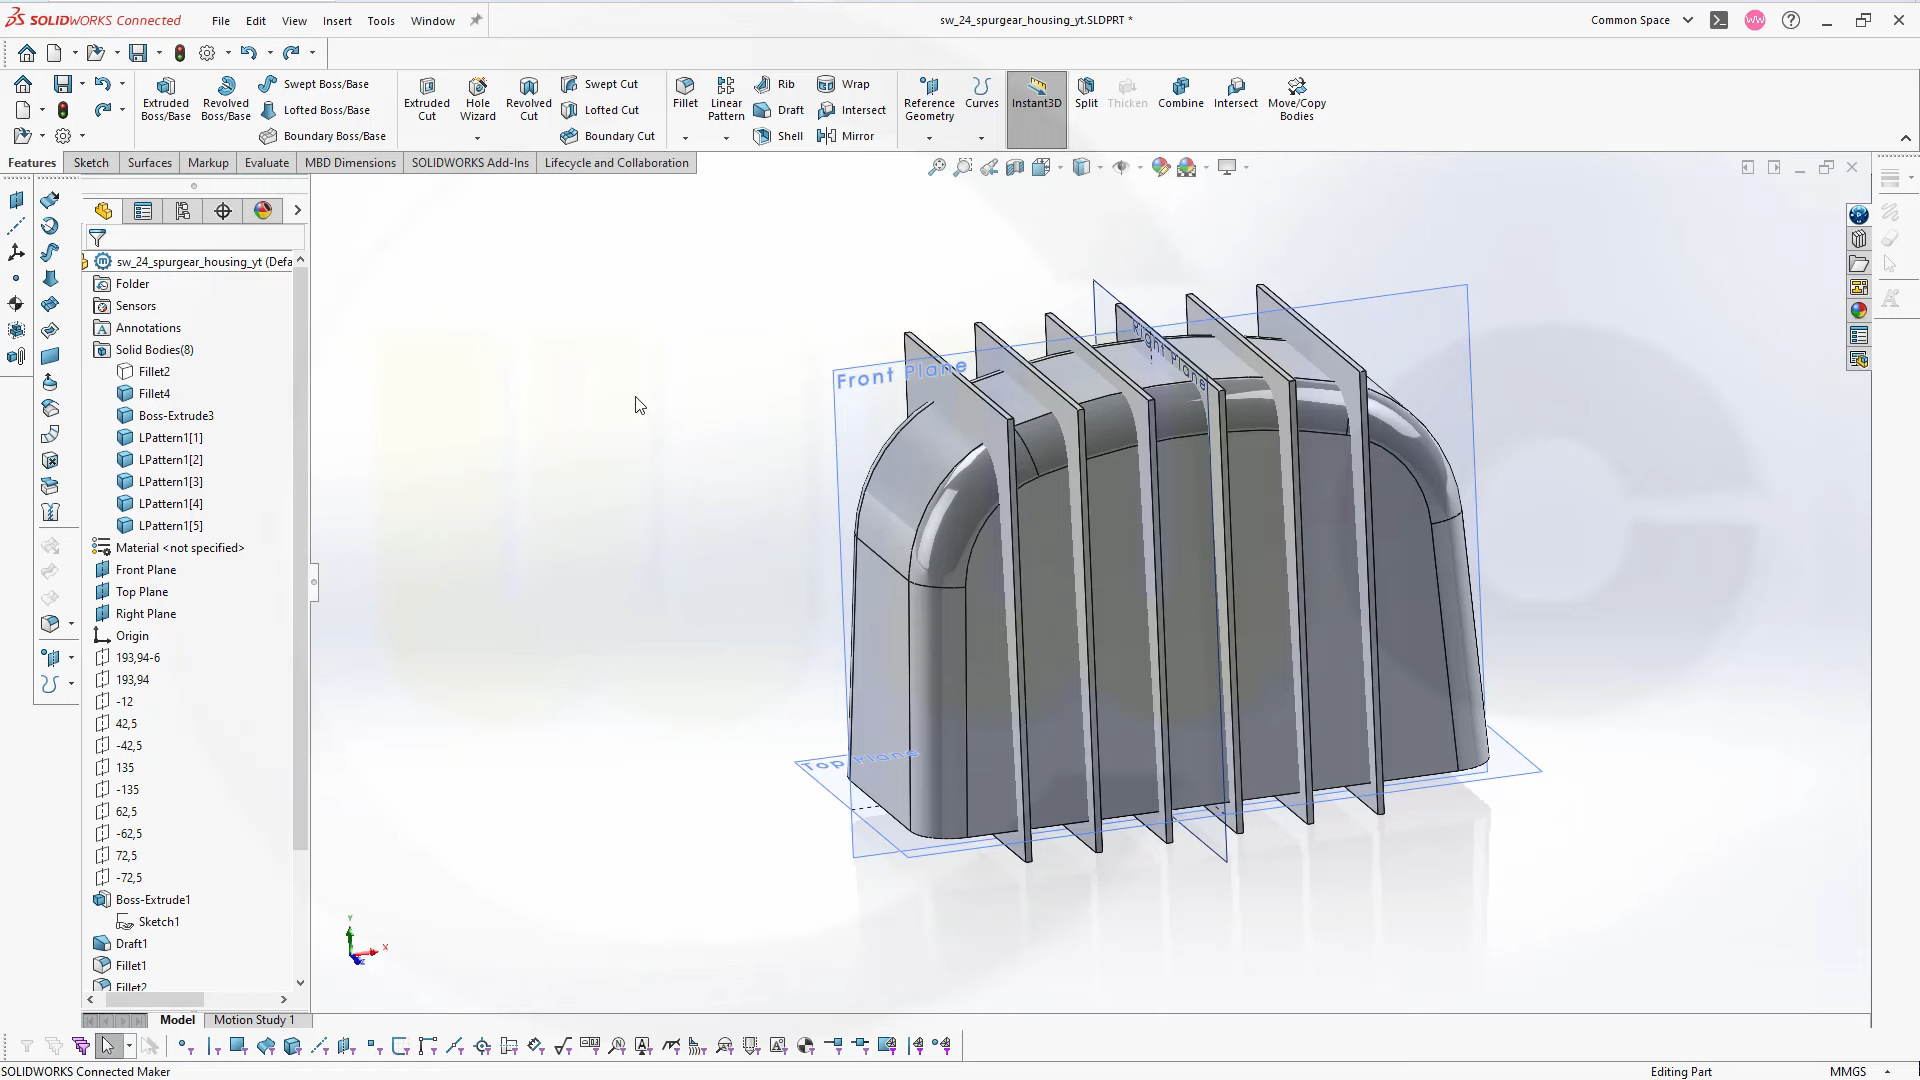 SOLIDWORKS Connected
File Edit View Insert Tools Window
sw_24_spurgear_housing_yt.SLDPRT *
Common Space
WW
Extruded Boss/Base
Revolved Boss/Base
Swept Boss/Base
Lofted Boss/Base
Boundary Boss/Base
Extruded Cut
Hole Wizard
Revolved Cut
Swept Cut
Lofted Cut
Boundary Cut
Fillet
Linear Pattern
Rib
Draft
Shell
Wrap
Intersect
Mirror
Reference Geometry
Curves
Instant3D
Split
Thicken
Combine
Intersect
Move/Copy Bodies
Features Sketch Surfaces Markup Evaluate MBD Dimensions SOLIDWORKS Add-Ins Lifecycle and Collaboration
sw_24_spurgear_housing_yt (Defa
Folder
Sensors
Annotations
Solid Bodies(8)
Fillet2
Fillet4
Boss-Extrude3
LPattern1[1]
LPattern1[2]
LPattern1[3]
LPattern1[4]
LPattern1[5]
Material <not specified>
Front Plane
Top Plane
Right Plane
Origin
193,94-6
193,94
-12
42,5
-42,5
135
-135
62,5
-62,5
72,5
-72,5
Boss-Extrude1
Sketch1
Draft1
Fillet1
Fillet2
Front Plane
Right Plane
Top Plane
Y
X
Model Motion Study 1
SOLIDWORKS Connected Maker
Editing Part
MMGS